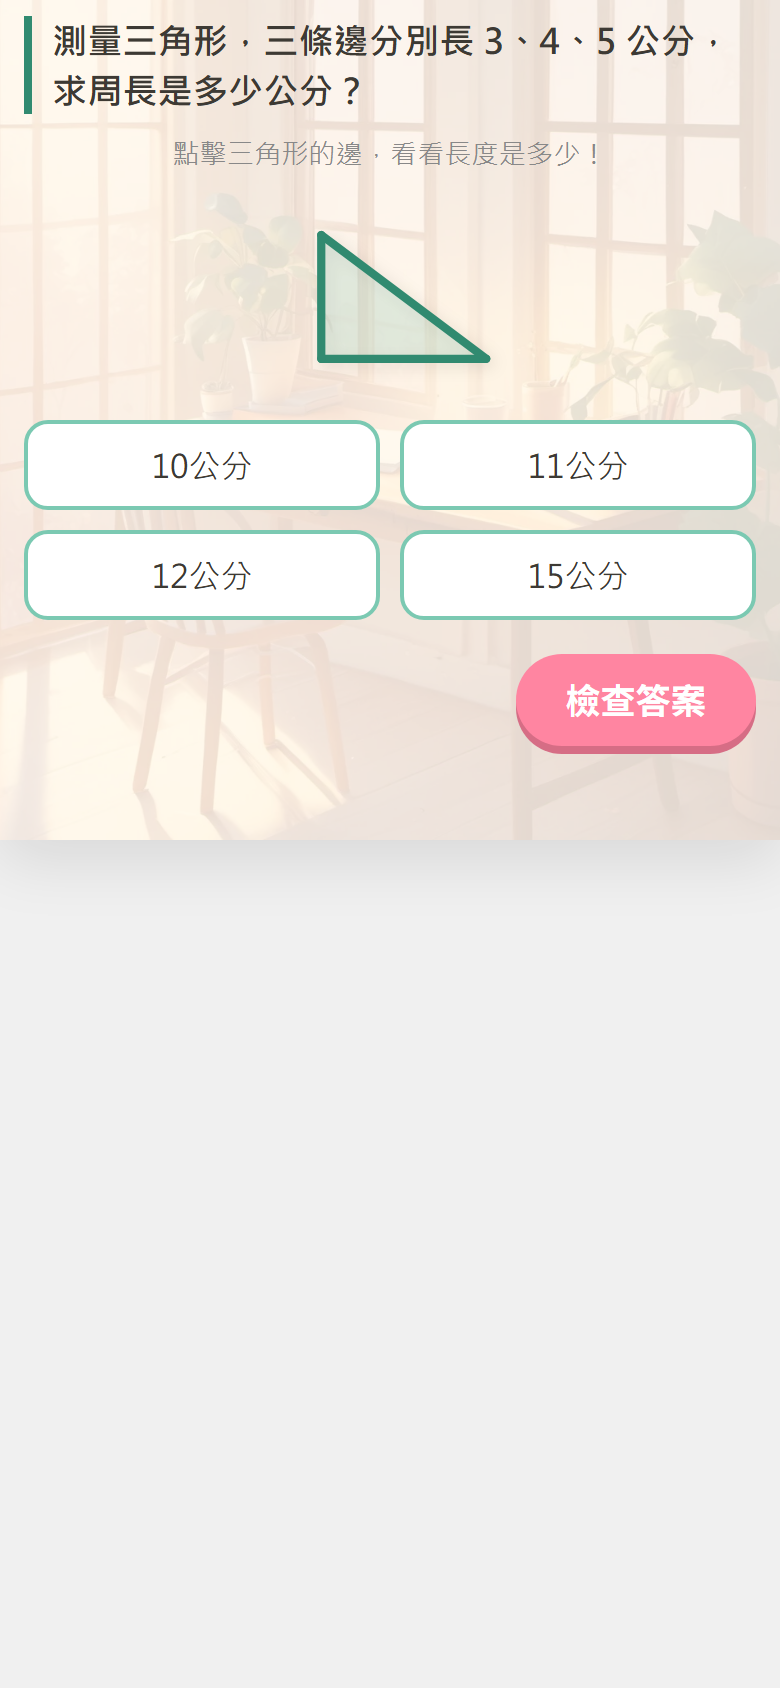 測量三角形，三條邊分別長 3、4、5 公分，
求周長是多少公分？
點擊三角形的邊，看看長度是多少！
10公分
11公分
12公分
15公分
檢查答案